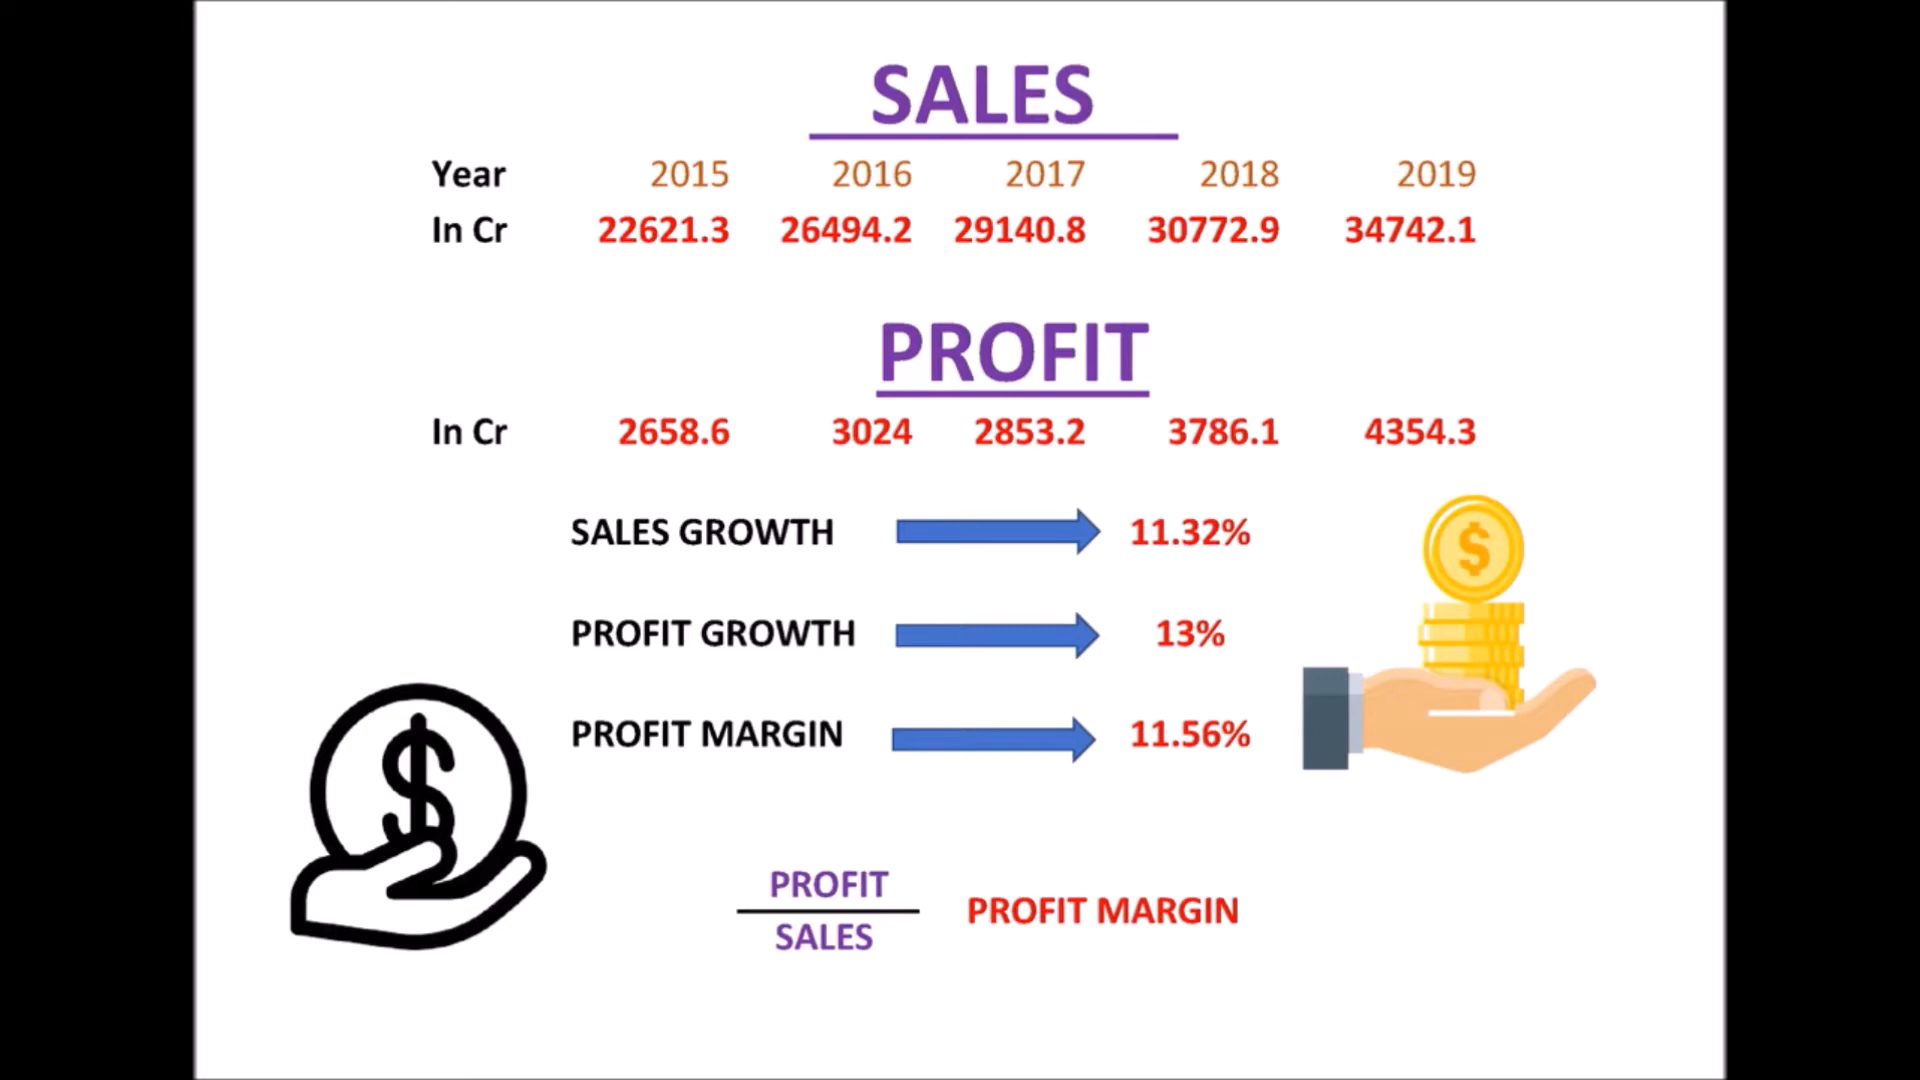 SALES
Year 2015 2016 2017 2018 2019
In Cr 22621.3 26494.2 29140.8 30772.9 34742.1
PROFIT
In Cr 2658.6 3024 2853.2 3786.1 4354.3
SALES GROWTH 11.32%
PROFIT GROWTH 13%
PROFIT MARGIN 11.56%
$
$
PROFIT
SALES
PROFIT MARGIN